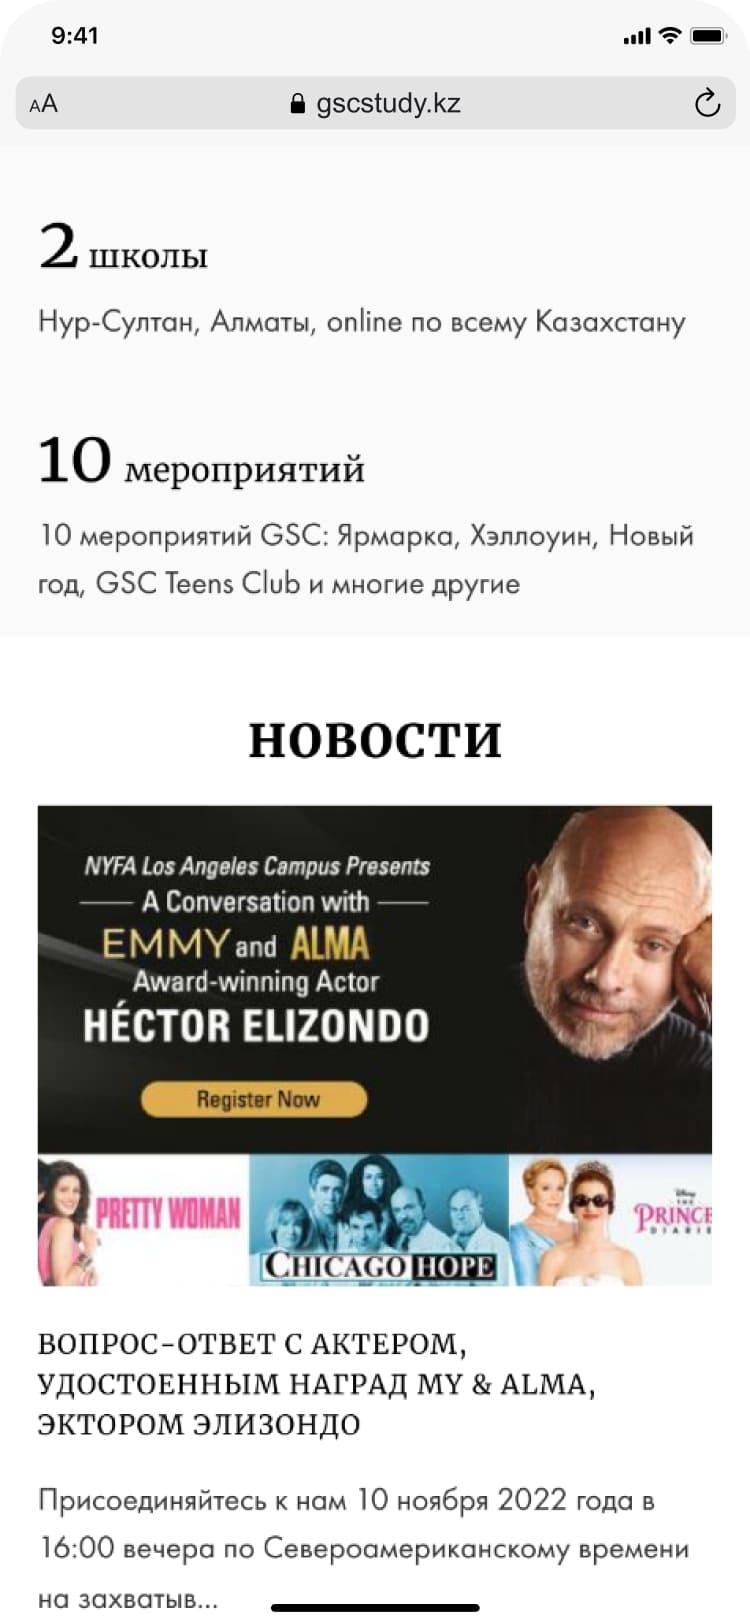 9:41
AA gscstudy.kz
2 школы
Нур-Султан, Алматы, online по всему Казахстану
10 мероприятий
10 мероприятий GSC: Ярмарка, Хэллоуин, Новый
год, GSC Teens Club и многие другие
НОВОСТИ
NYFA Los Angeles Campus Presents
A Conversation with
EMMY and ALMA
Award-winning Actor
HÉCTOR ELIZONDO
Register Now
PRETTY WOMAN
CHICAGO HOPE
Disney
THE
PRINCE
DIARIE
ВОПРОС-ОТВЕТ С АКТЕРОМ,
УДОСТОЕННЫМ НАГРАД MY & ALMA,
ЭКТОРОМ ЭЛИЗОНДО
Присоединяйтесь к нам 10 ноября 2022 года в
16:00 вечера по Североамериканскому времени
на захватыв...